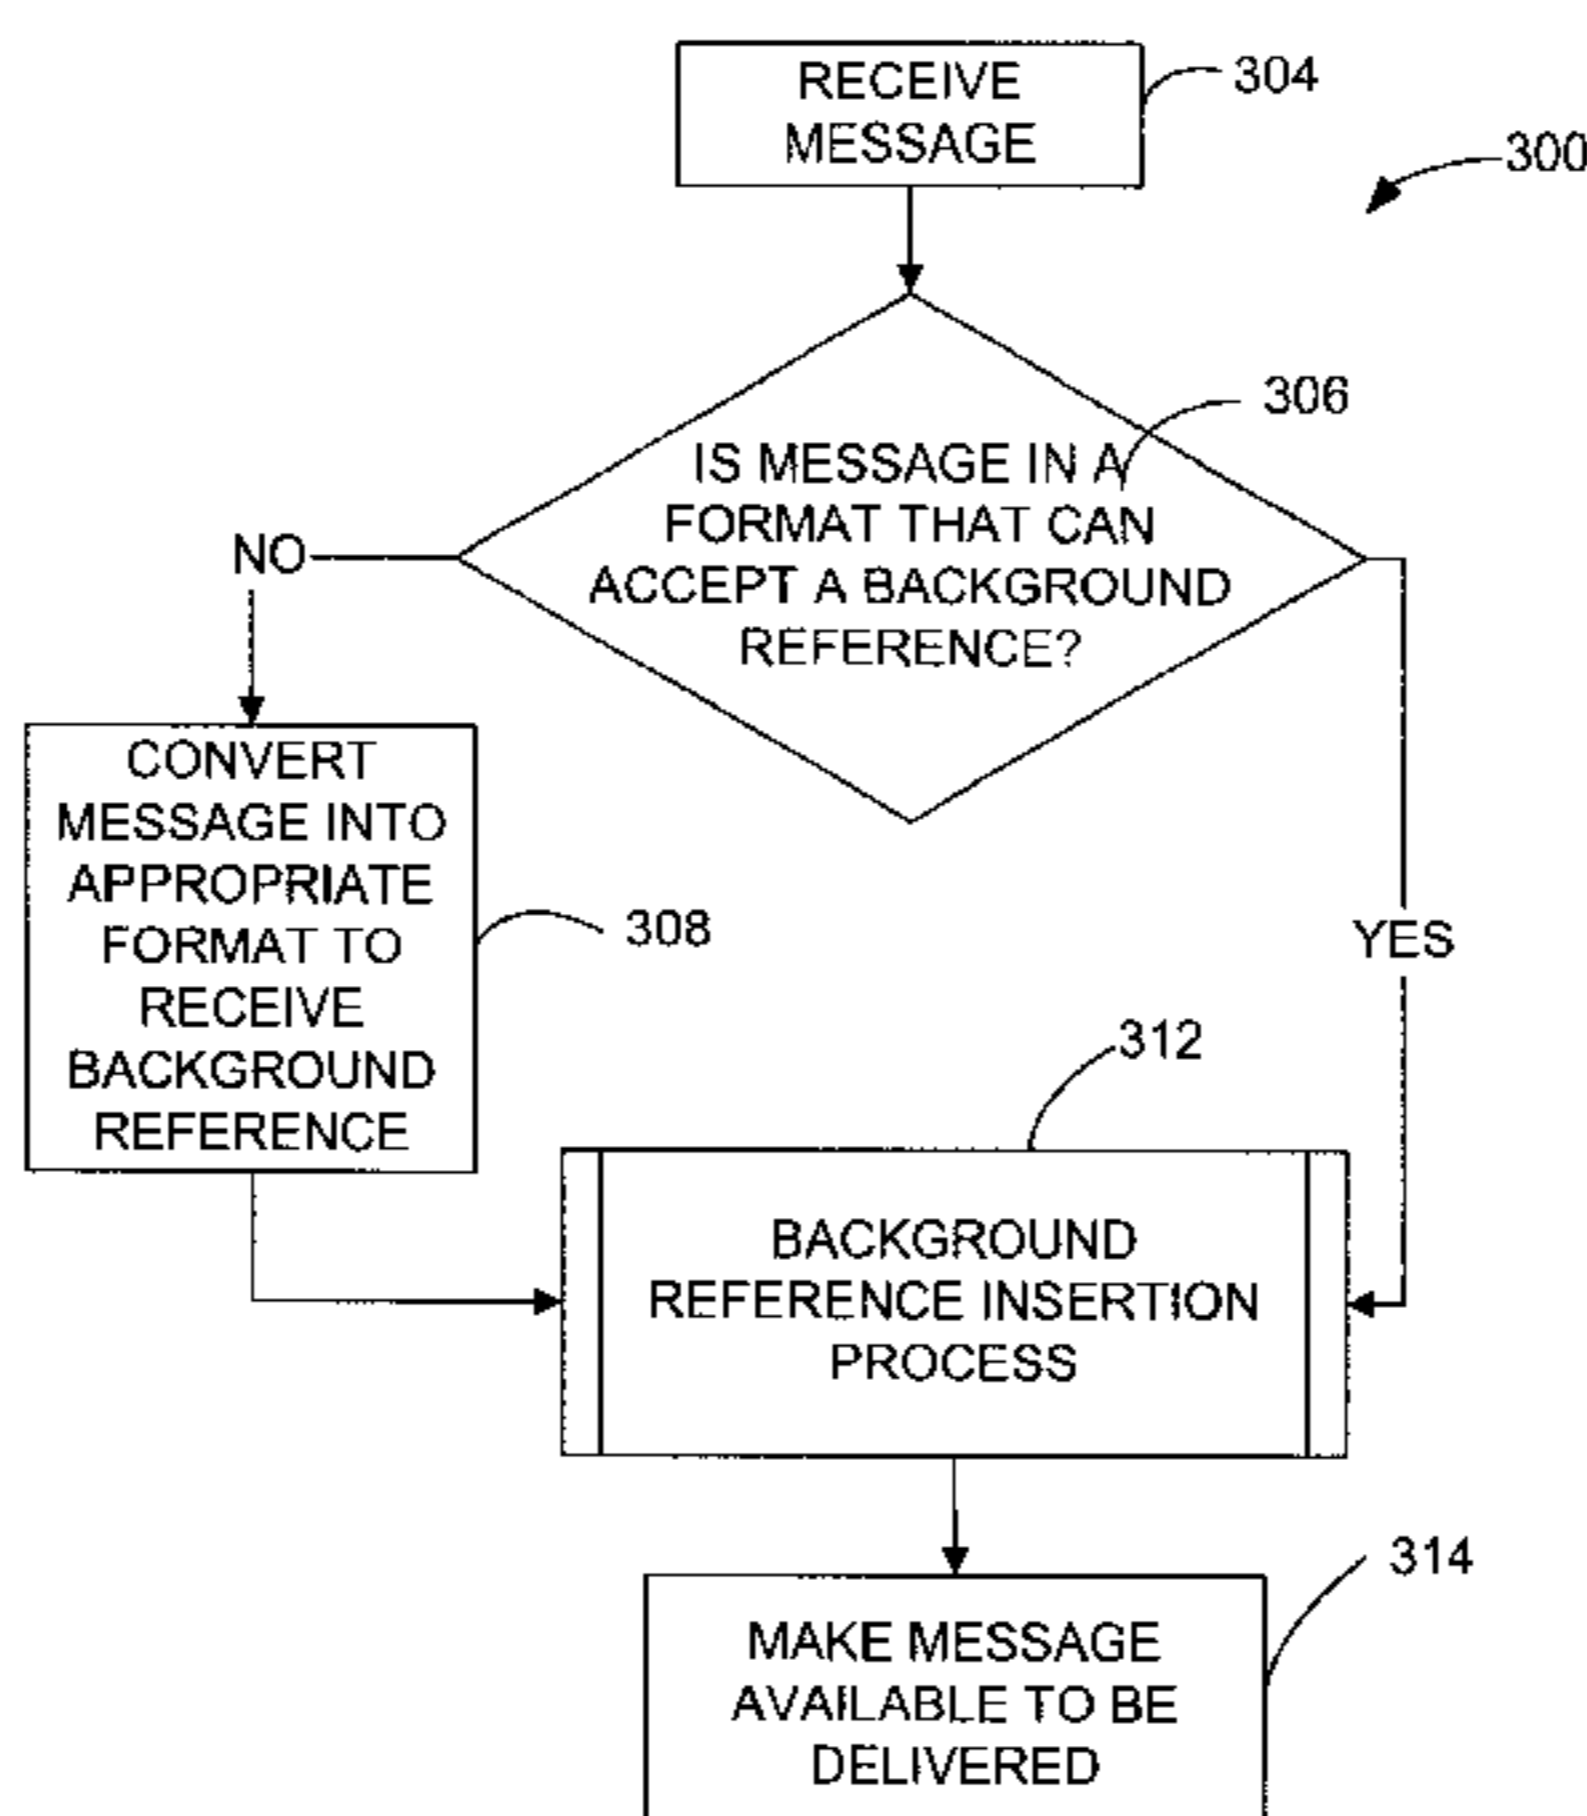 RECEIVE
MESSAGE
304
300
306
IS MESSAGE IN A
FORMAT THAT CAN
ACCEPT A BACKGROUND
REFERENCE?
NO
YES
CONVERT
MESSAGE INTO
APPROPRIATE
FORMAT TO
RECEIVE
BACKGROUND
REFERENCE
308
312
BACKGROUND
REFERENCE INSERTION
PROCESS
314
MAKE MESSAGE
AVAILABLE TO BE
DELIVERED